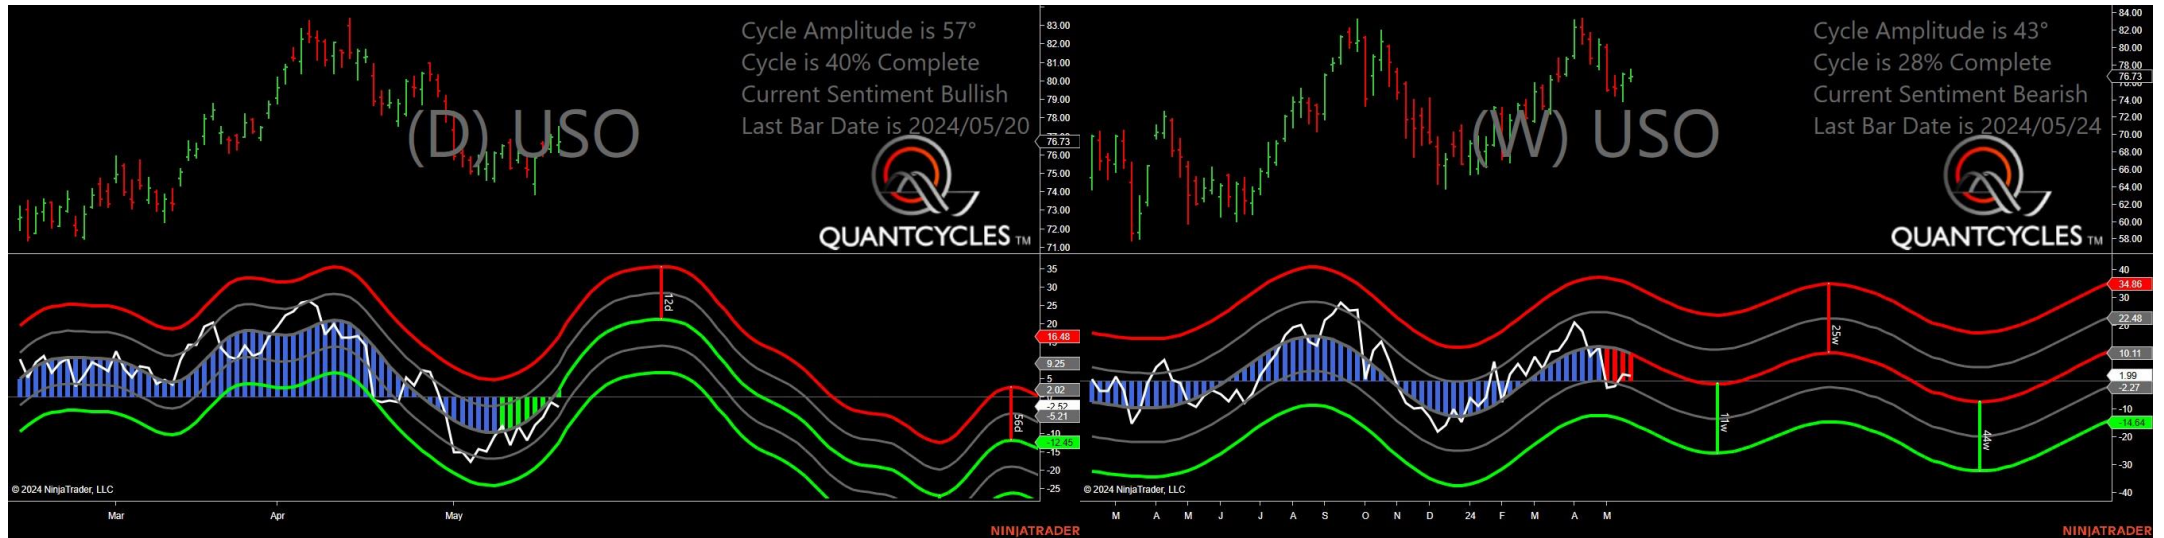 Cycle Amplitude is 57°
Cycle is 40% Complete
Current Sentiment Bullish
Last Bar Date is 2024/05/20
(D) USO
QUANTCYCLES TM
83.00
82.00
81.00
80.00
79.00
78.00
76.73
76.00
75.00
74.00
73.00
72.00
71.00
35
30
25
20
16.48
9.25
5
2.02
-2.52
-5.21
-10
-12.45
-15
-20
-25
12d
56d
© 2024 NinjaTrader, LLC
Mar Apr May
NINJATRADER
Cycle Amplitude is 43°
Cycle is 28% Complete
Current Sentiment Bearish
Last Bar Date is 2024/05/24
(W) USO
QUANTCYCLES TM
84.00
82.00
80.00
78.00
76.73
74.00
72.00
70.00
68.00
66.00
64.00
62.00
60.00
58.00
40
34.86
30
22.48
20
10.11
1.99
-2.27
-10
-14.64
-20
-30
-40
25w
11w
44w
© 2024 NinjaTrader, LLC
M A M J J A S O N D 24 F M A M
NINJATRADER